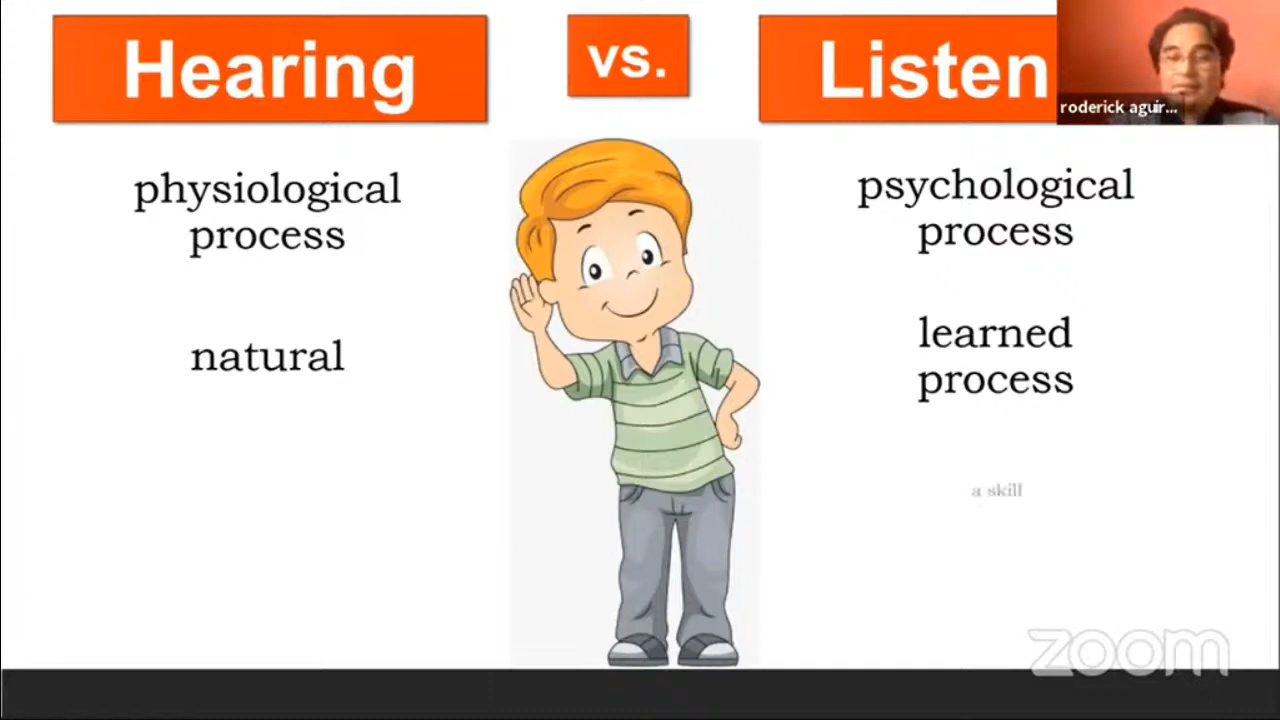 Hearing
vs.
Listen
roderick aguir...
physiological
process
psychological
process
natural
learned
process
a skill
zoom